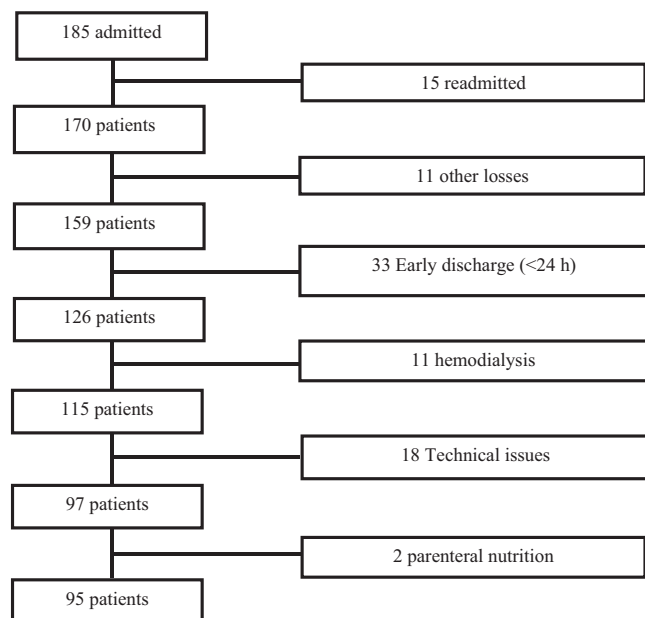 185 admitted
15 readmitted
170 patients
11 other losses
159 patients
33 Early discharge (<24 h)
126 patients
11 hemodialysis
115 patients
18 Technical issues
97 patients
2 parenteral nutrition
95 patients